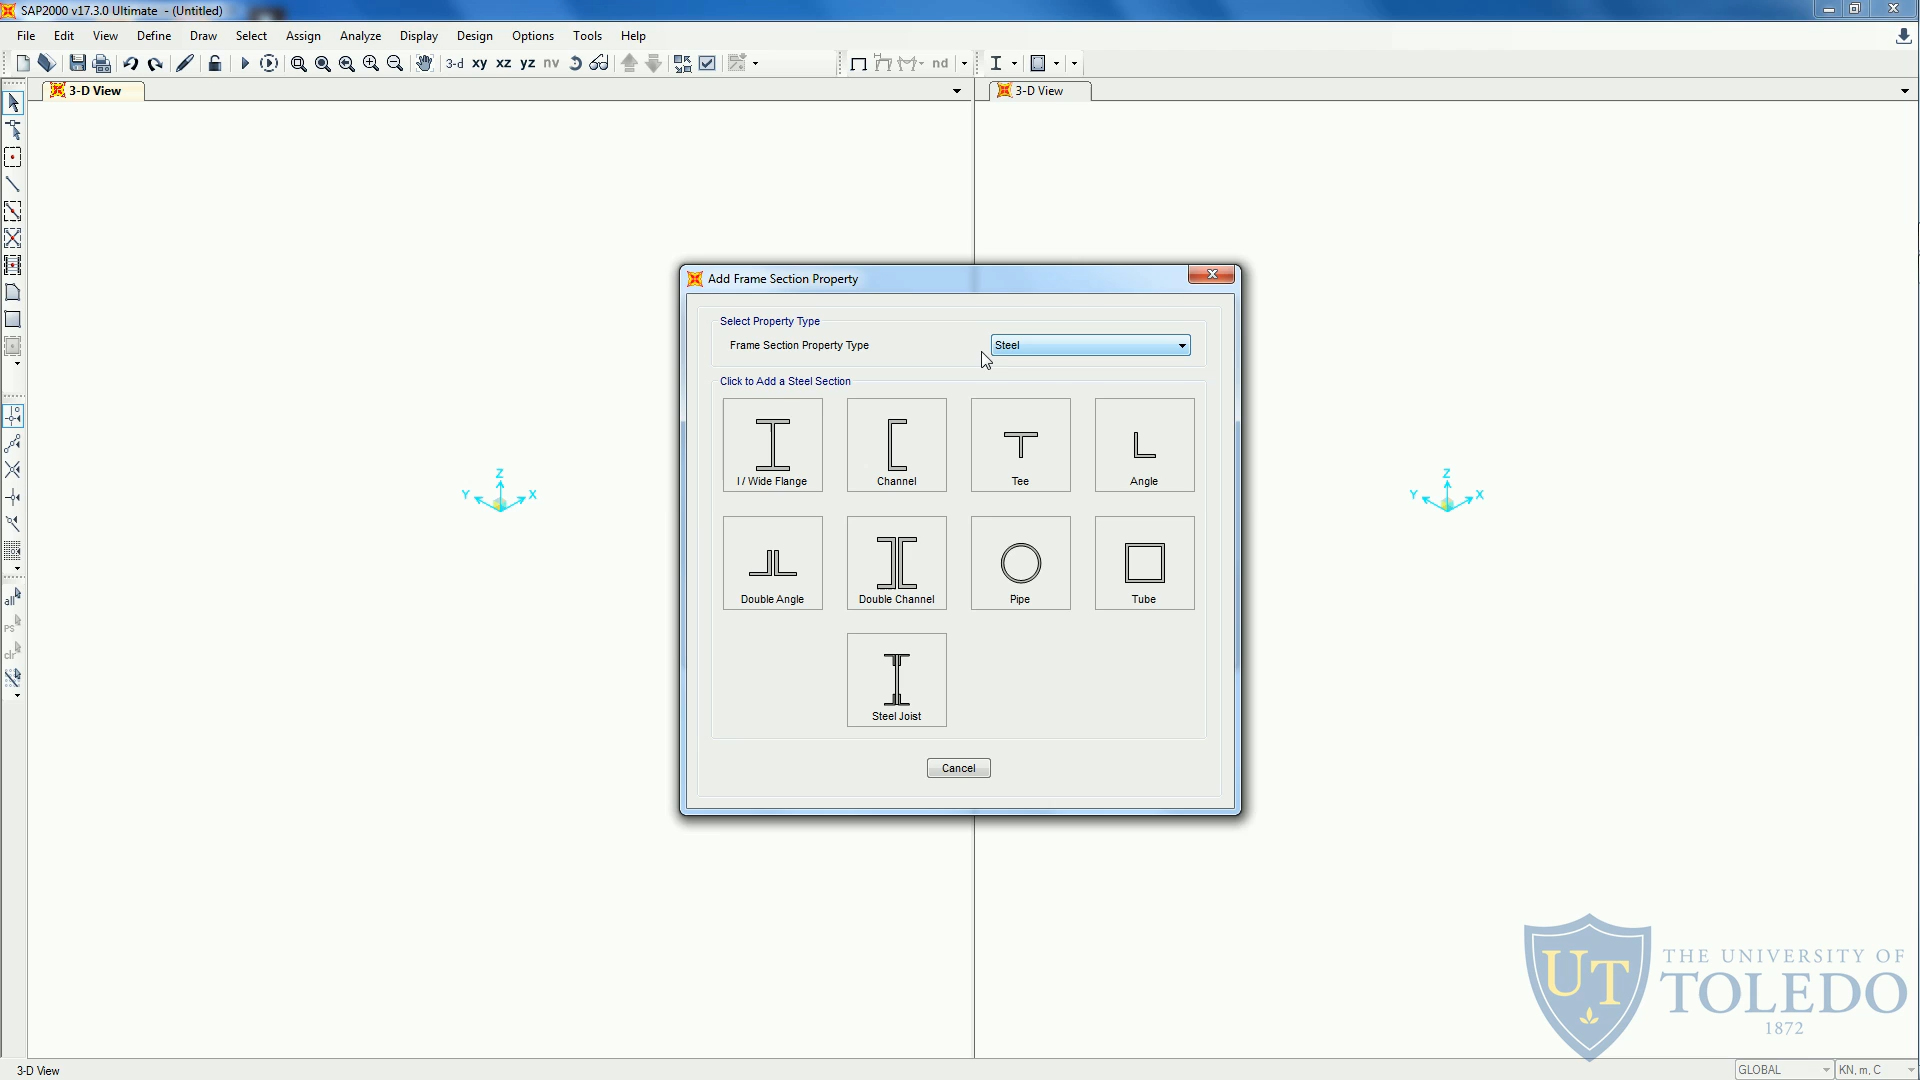 SAP2000 v17.3.0 Ultimate - (Untitled)
File Edit View Define Draw Select Assign Analyze Display Design Options Tools Help
3-d xy xz yz nv nd
3-D View
3-D View
all
ps
clr
Add Frame Section Property
Select Property Type
Frame Section Property Type Steel
Click to Add a Steel Section
I / Wide Flange Channel Tee Angle
Double Angle Double Channel Pipe Tube
Steel Joist
Cancel
Z
Y X
Z
Y X
UT
THE UNIVERSITY OF
TOLEDO
1872
3-D View GLOBAL KN, m, C